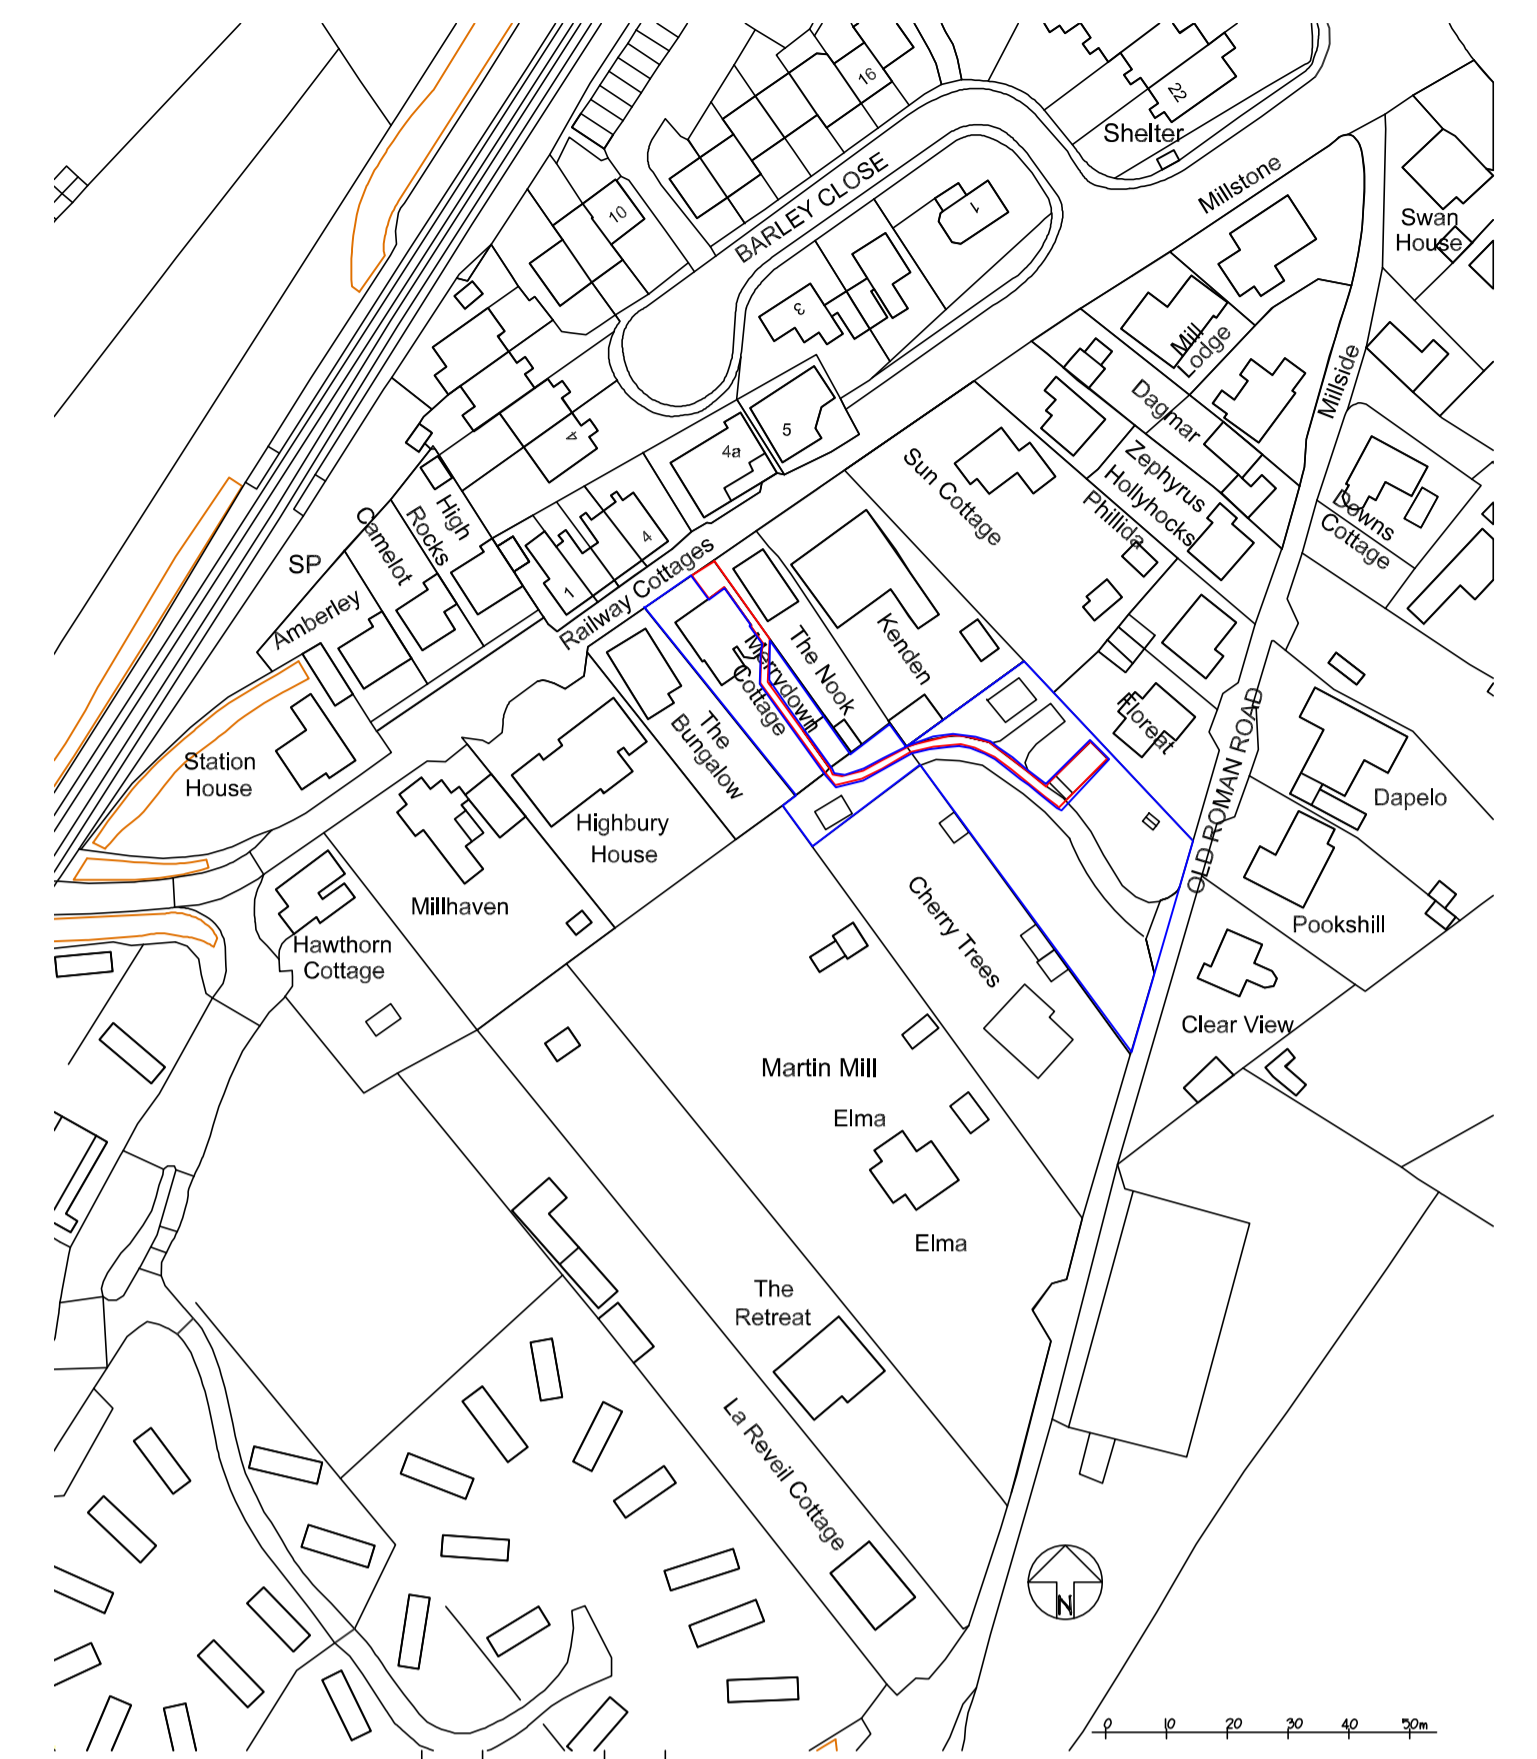 16
22
Shelter
BARLEY CLOSE
Millstone
10
1
Swan
House
3
Mill
Lodge
Millside
Dagmar
4
4a
5
Sun Cottage
Zephyrus
Hollyhocks
Phillida
Downs
Cottage
High
Rocks
Camelot
SP
Amberley
1
4
Railway Cottages
Merrydown
Cottage
The Nook
Kenden
Floreat
OLD ROMAN ROAD
The
Bungalow
Station
House
Dapelo
Highbury
House
Millhaven
Hawthorn
Cottage
Cherry Trees
Pookshill
Clear View
Martin Mill
Elma
Elma
The
Retreat
La Reveil Cottage
N
0 10 20 30 40 50m